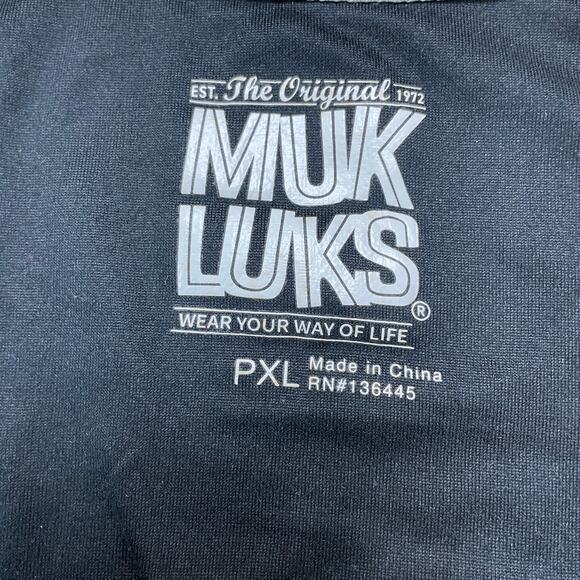 EST. The Original 1972
MUK
LUKS®
WEAR YOUR WAY OF LIFE
PXL Made in China
RN#136445